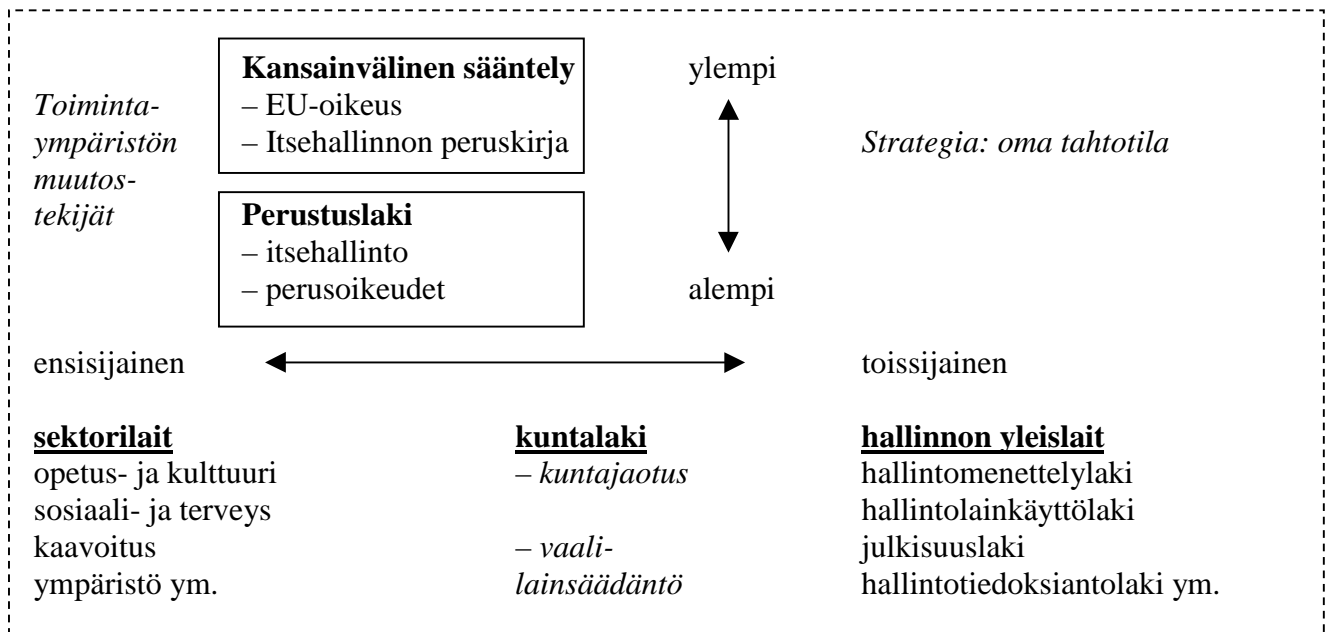 Kansainvälinen sääntely
– EU-oikeus
– Itsehallinnon peruskirja
ylempi
Toiminta-
ympäristön
muutos-
tekijät
Strategia: oma tahtotila
Perustuslaki
– itsehallinto
– perusoikeudet
alempi
ensisijainen
toissijainen
sektorilait
opetus- ja kulttuuri
sosiaali- ja terveys
kaavoitus
ympäristö ym.
kuntalaki
– kuntajaotus
– vaali-
lainsäädäntö
hallinnon yleislait
hallintomenettelylaki
hallintolainkäyttölaki
julkisuuslaki
hallintotiedoksiantolaki ym.